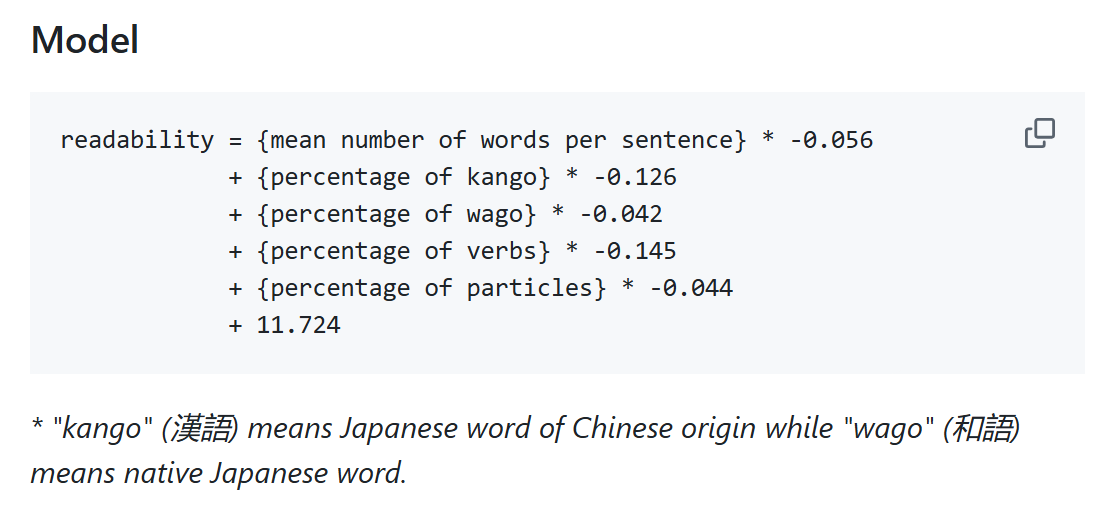 Model
readability = {mean number of words per sentence} * -0.056
+ {percentage of kango} * -0.126
+ {percentage of wago} * -0.042
+ {percentage of verbs} * -0.145
+ {percentage of particles} * -0.044
+ 11.724
* "kango" (漢語) means Japanese word of Chinese origin while "wago" (和語)
means native Japanese word.